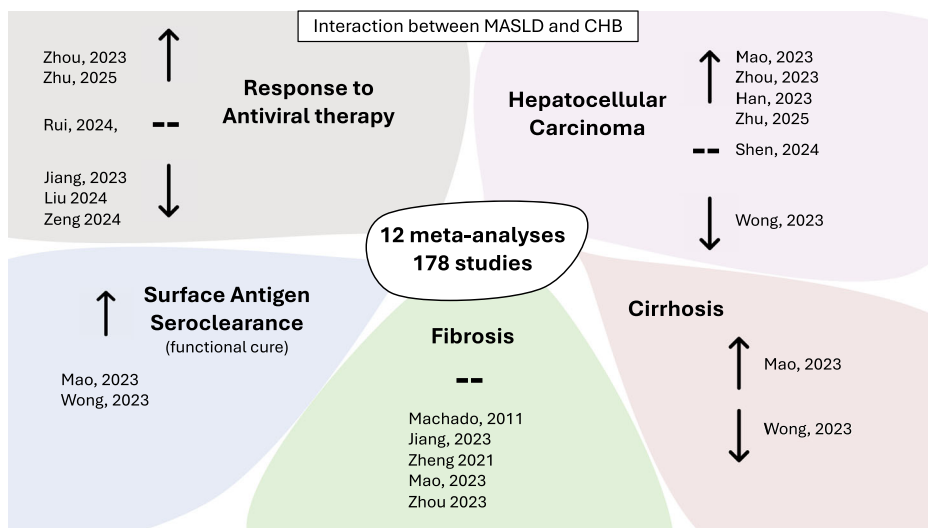 Interaction between MASLD and CHB
Zhou, 2023
Zhu, 2025
Rui, 2024,
--
Jiang, 2023
Liu 2024
Zeng 2024
Response to
Antiviral therapy
Hepatocellular
Carcinoma
Mao, 2023
Zhou, 2023
Han, 2023
Zhu, 2025
--
Shen, 2024
Wong, 2023
12 meta-analyses
178 studies
Surface Antigen
Seroclearance
(functional cure)
Mao, 2023
Wong, 2023
Fibrosis
--
Machado, 2011
Jiang, 2023
Zheng 2021
Mao, 2023
Zhou 2023
Cirrhosis
Mao, 2023
Wong, 2023